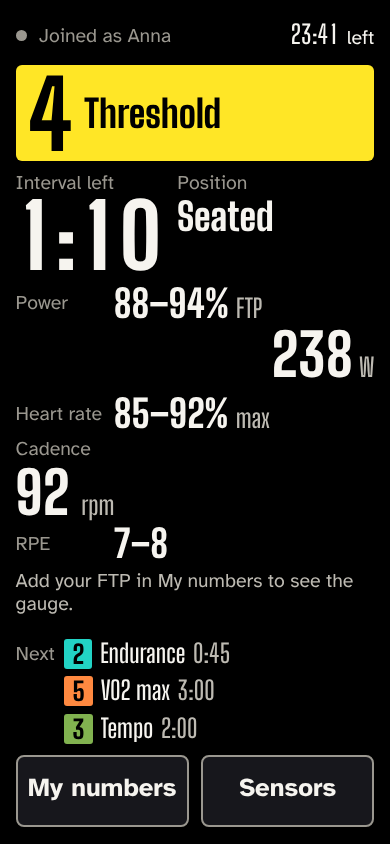 Joined as Anna 23:41 left
4 Threshold
Interval left Position
1:10 Seated
Power 88–94% FTP
238 W
Heart rate 85–92% max
Cadence
92 rpm
RPE 7–8
Add your FTP in My numbers to see the
gauge.
Next 2 Endurance 0:45
5 VO2 max 3:00
3 Tempo 2:00
My numbers Sensors